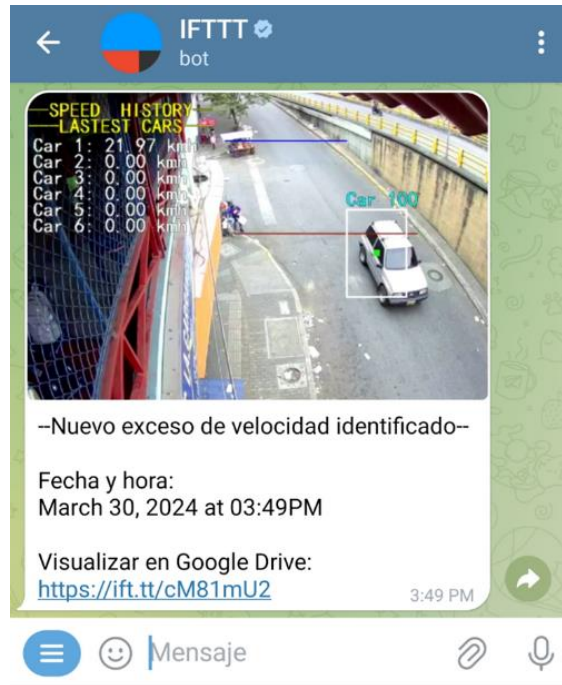 IFTTT
bot
SPEED HISTORY
LASTEST CARS
Car 1: 21.97 kmh
Car 2: 0.00 kmh
Car 3: 0.00 kmh
Car 4: 0.00 kmh
Car 5: 0.00 kmh
Car 6: 0.00 kmh
Car 100
--Nuevo exceso de velocidad identificado--
Fecha y hora:
March 30, 2024 at 03:49PM
Visualizar en Google Drive:
https://ift.tt/cM81mU2
3:49 PM
Mensaje